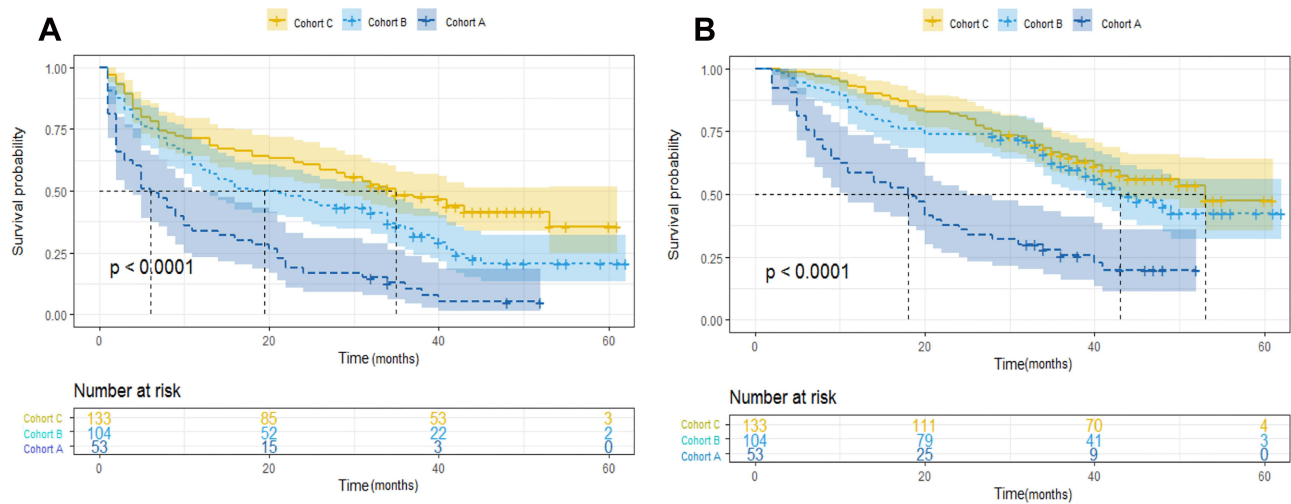 A
Cohort C Cohort B Cohort A
Survival probability
1.00
0.75
0.50
0.25
0.00
p < 0.0001
0 20 40 60
Time (months)
Number at risk
Cohort C 133 85 53 3
Cohort B 104 52 22 2
Cohort A 53 15 3 0
0 20 40 60
Time (months)
B
Cohort C Cohort B Cohort A
Survival probability
1.00
0.75
0.50
0.25
0.00
p < 0.0001
0 20 40 60
Time(months)
Number at risk
Cohort C 133 111 70 4
Cohort B 104 79 41 3
Cohort A 53 25 9 0
0 20 40 60
Time(months)